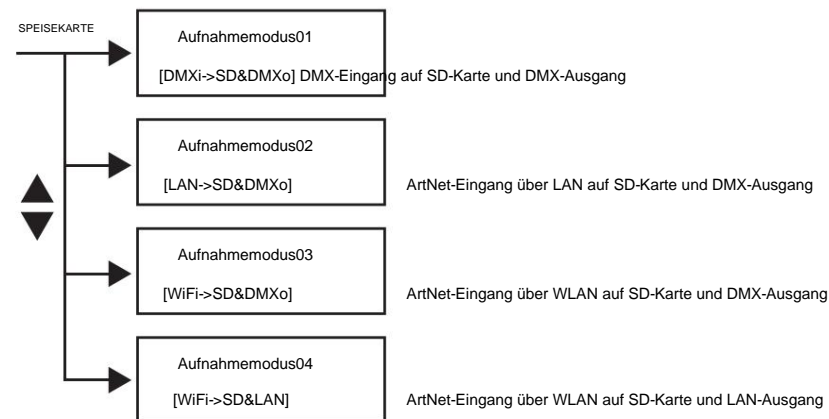 SPEISEKARTE
Aufnahmemodus01
[DMXi->SD&DMXo] DMX-Eingang auf SD-Karte und DMX-Ausgang
Aufnahmemodus02
[LAN->SD&DMXo] ArtNet-Eingang über LAN auf SD-Karte und DMX-Ausgang
Aufnahmemodus03
[WiFi->SD&DMXo] ArtNet-Eingang über WLAN auf SD-Karte und DMX-Ausgang
Aufnahmemodus04
[WiFi->SD&LAN] ArtNet-Eingang über WLAN auf SD-Karte und LAN-Ausgang